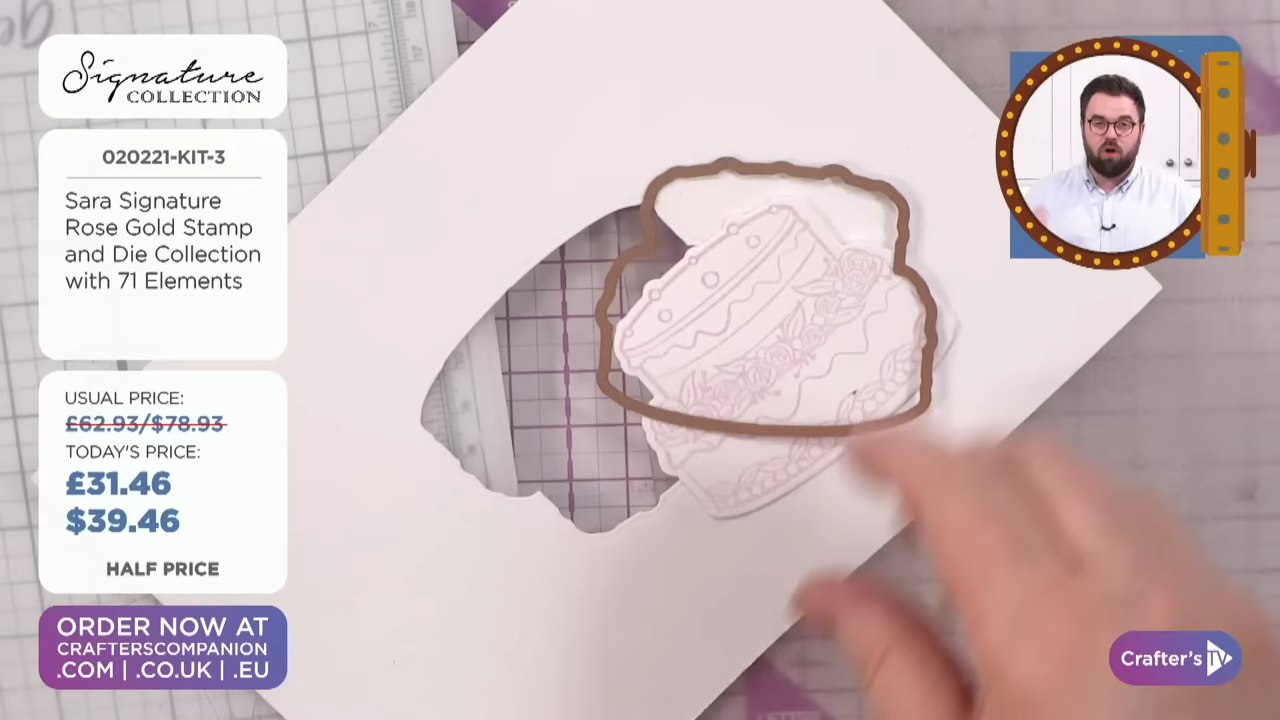 Signature
COLLECTION
020221-KIT-3
Sara Signature
Rose Gold Stamp
and Die Collection
with 71 Elements
USUAL PRICE:
£62.93/$78.93
TODAY'S PRICE:
£31.46
$39.46
HALF PRICE
ORDER NOW AT
CRAFTERSCOMPANION
.COM | .CO.UK | .EU
Crafter's TV